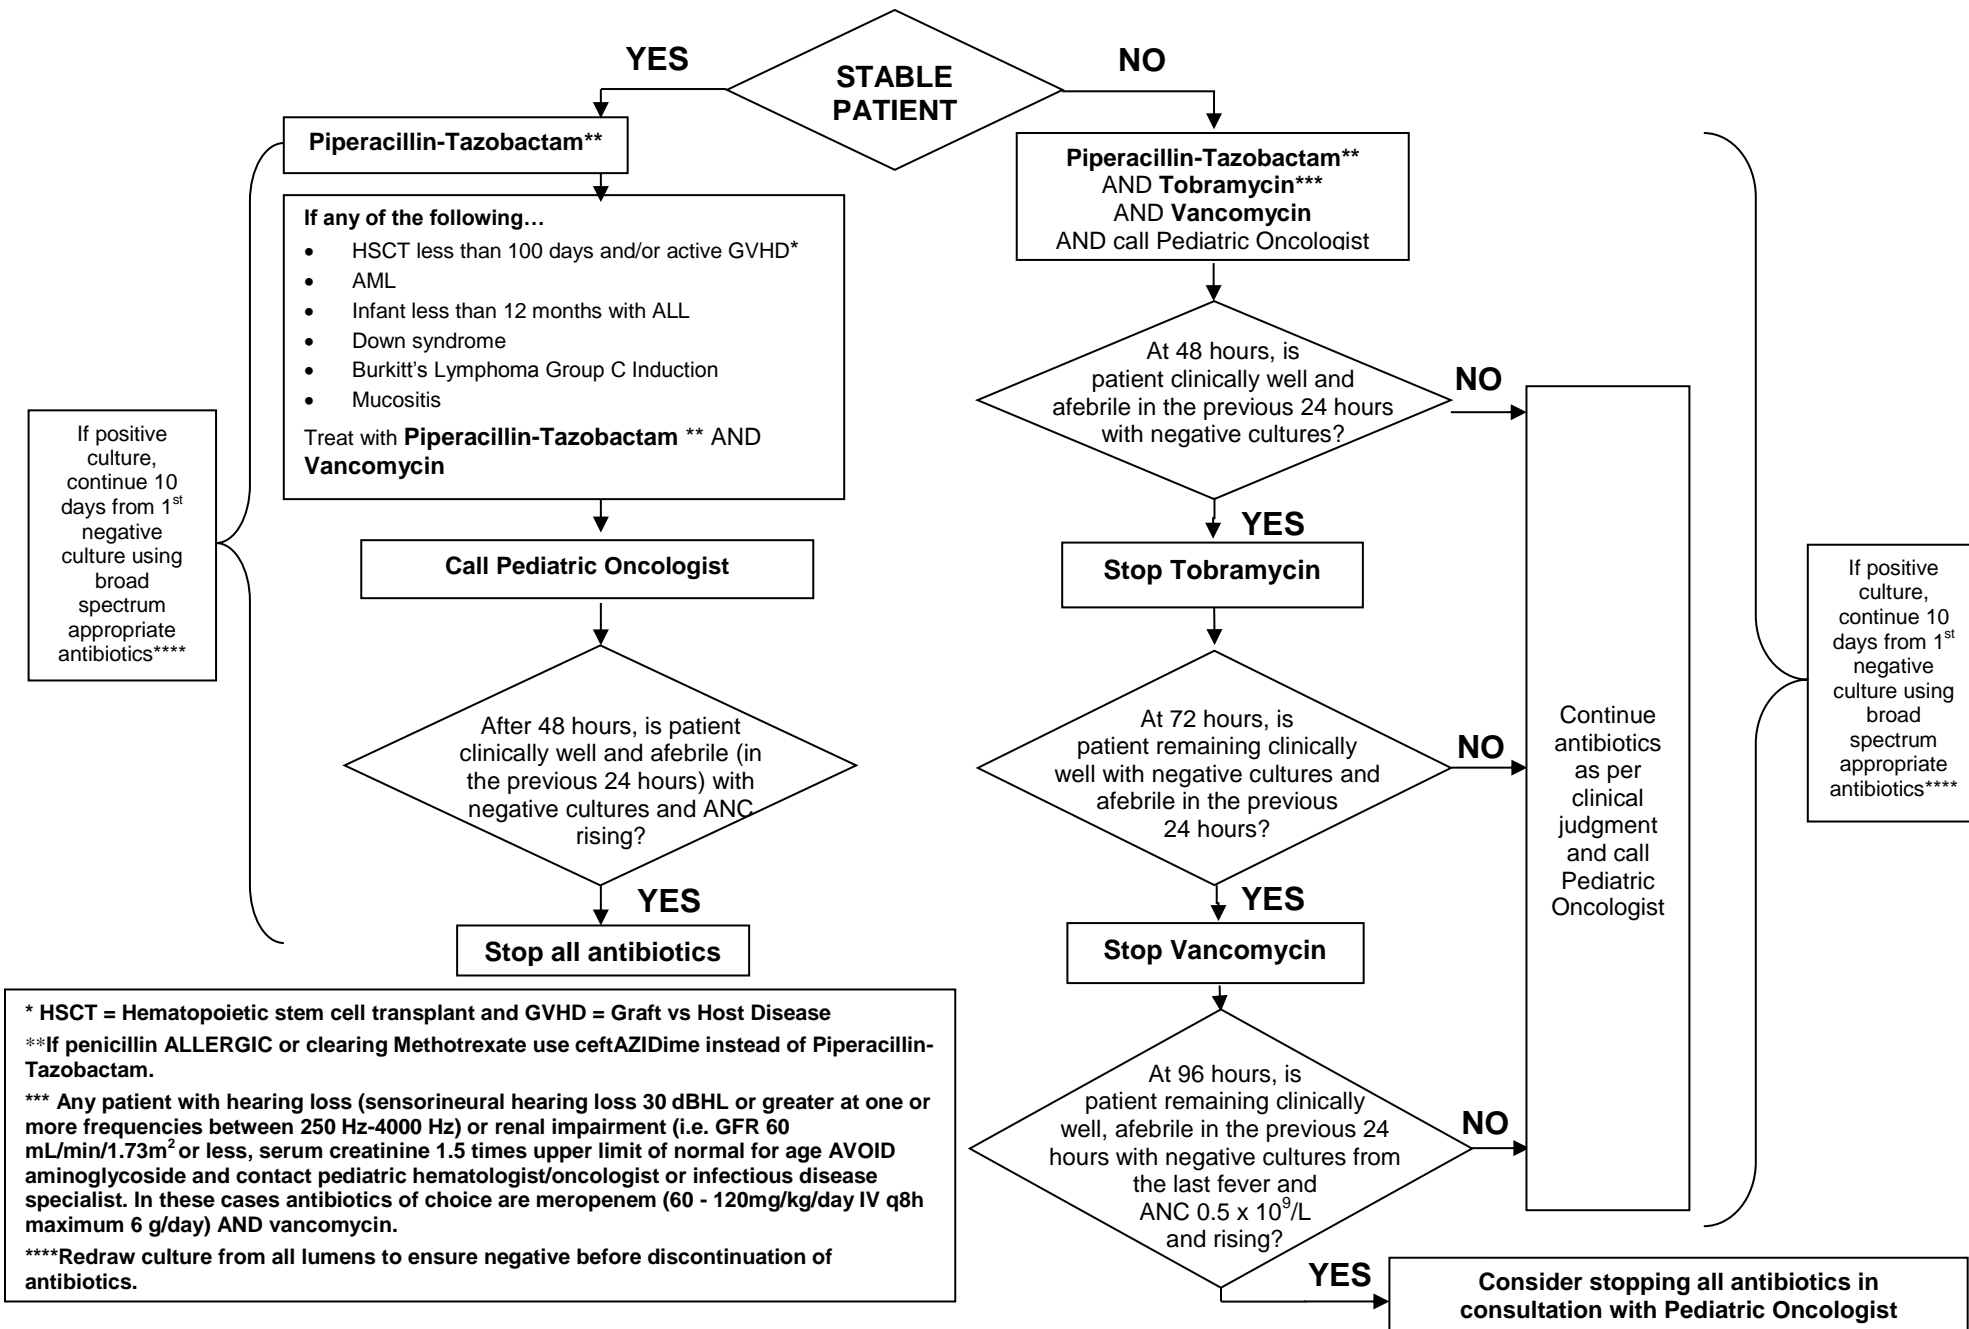 YES
STABLE
PATIENT
NO
Piperacillin-Tazobactam**
If any of the following…
• HSCT less than 100 days and/or active GVHD*
• AML
• Infant less than 12 months with ALL
• Down syndrome
• Burkitt's Lymphoma Group C Induction
• Mucositis
Treat with Piperacillin-Tazobactam ** AND
Vancomycin
Call Pediatric Oncologist
After 48 hours, is patient
clinically well and afebrile (in
the previous 24 hours) with
negative cultures and ANC
rising?
YES
Stop all antibiotics
If positive
culture,
continue 10
days from 1st
negative
culture using
broad
spectrum
appropriate
antibiotics****
Piperacillin-Tazobactam**
AND Tobramycin***
AND Vancomycin
AND call Pediatric Oncologist
At 48 hours, is
patient clinically well and
afebrile in the previous 24 hours
with negative cultures?
NO
YES
Stop Tobramycin
At 72 hours, is
patient remaining clinically
well with negative cultures and
afebrile in the previous
24 hours?
NO
YES
Stop Vancomycin
At 96 hours, is
patient remaining clinically
well, afebrile in the previous 24
hours with negative cultures from
the last fever and
ANC 0.5 x 10⁹/L
and rising?
NO
YES
Consider stopping all antibiotics in
consultation with Pediatric Oncologist
Continue
antibiotics
as per
clinical
judgment
and call
Pediatric
Oncologist
If positive
culture,
continue 10
days from 1st
negative
culture using
broad
spectrum
appropriate
antibiotics****
* HSCT = Hematopoietic stem cell transplant and GVHD = Graft vs Host Disease
**If penicillin ALLERGIC or clearing Methotrexate use ceftAZIDime instead of Piperacillin-
Tazobactam.
*** Any patient with hearing loss (sensorineural hearing loss 30 dBHL or greater at one or
more frequencies between 250 Hz-4000 Hz) or renal impairment (i.e. GFR 60
mL/min/1.73m² or less, serum creatinine 1.5 times upper limit of normal for age AVOID
aminoglycoside and contact pediatric hematologist/oncologist or infectious disease
specialist. In these cases antibiotics of choice are meropenem (60 - 120mg/kg/day IV q8h
maximum 6 g/day) AND vancomycin.
****Redraw culture from all lumens to ensure negative before discontinuation of
antibiotics.